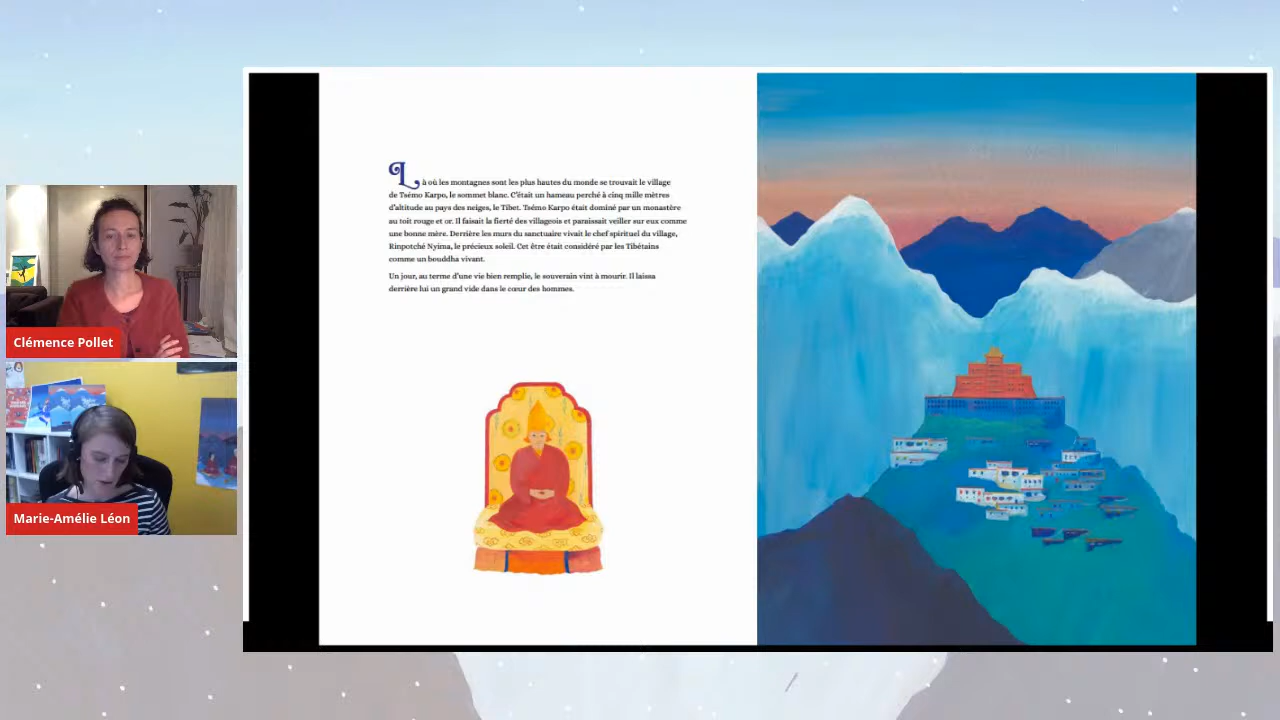 Clémence Pollet
Marie-Amélie Léon
Là où les montagnes sont les plus hautes du monde se trouvait le village
de Tsémo Karpo, le sommet blanc. C'était un hameau perché à cinq mille mètres
d'altitude au pays des neiges, le Tibet. Tsémo Karpo était dominé par un monastère
au toit rouge et or. Il faisait la fierté des villageois et paraissait veiller sur eux comme
une bonne mère. Derrière les murs du sanctuaire vivait le chef spirituel du village,
Rinpotché Nyima, le précieux soleil. Cet être était considéré par les Tibétains
comme un bouddha vivant.
Un jour, au terme d'une vie bien remplie, le souverain vint à mourir. Il laissa
derrière lui un grand vide dans le cœur des hommes.